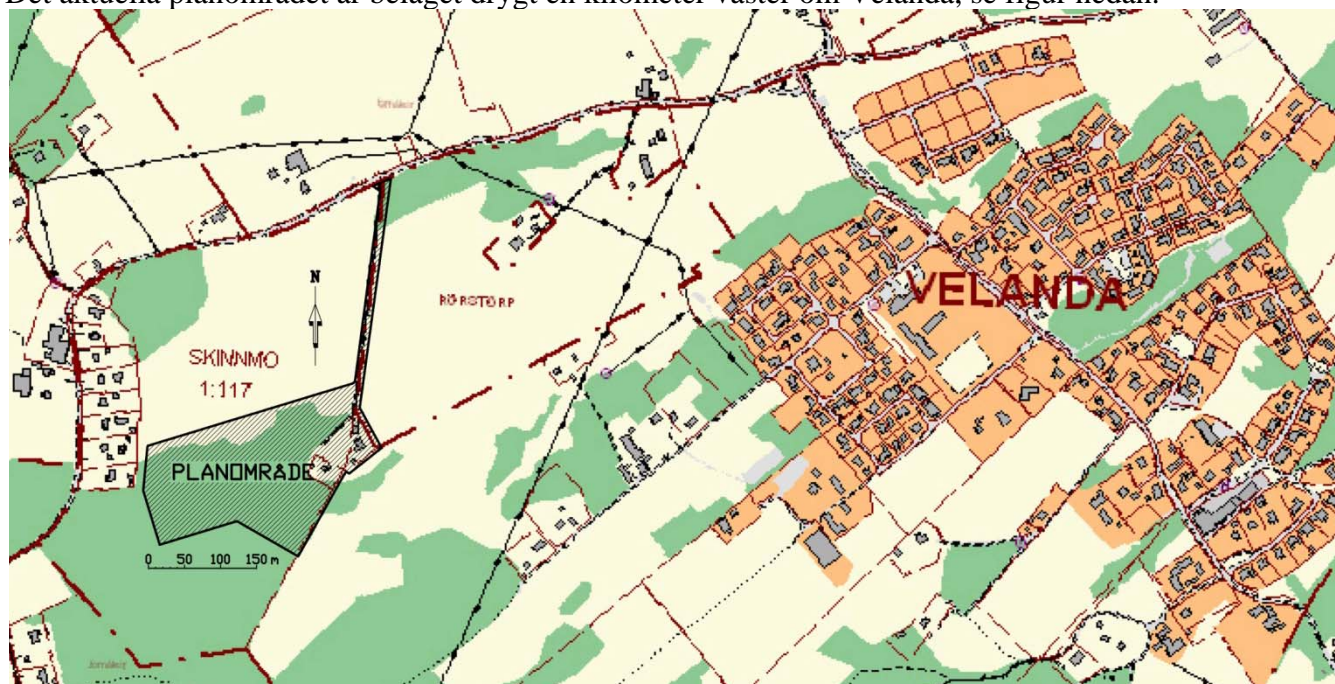 Det aktuella planområdet är beläget drygt en kilometer väster om Velanda, se figur nedan.
N
RÖRSTORP
VELANDA
SKINNMO
1:117
PLANOMRÅDE
0 50 100 150 m